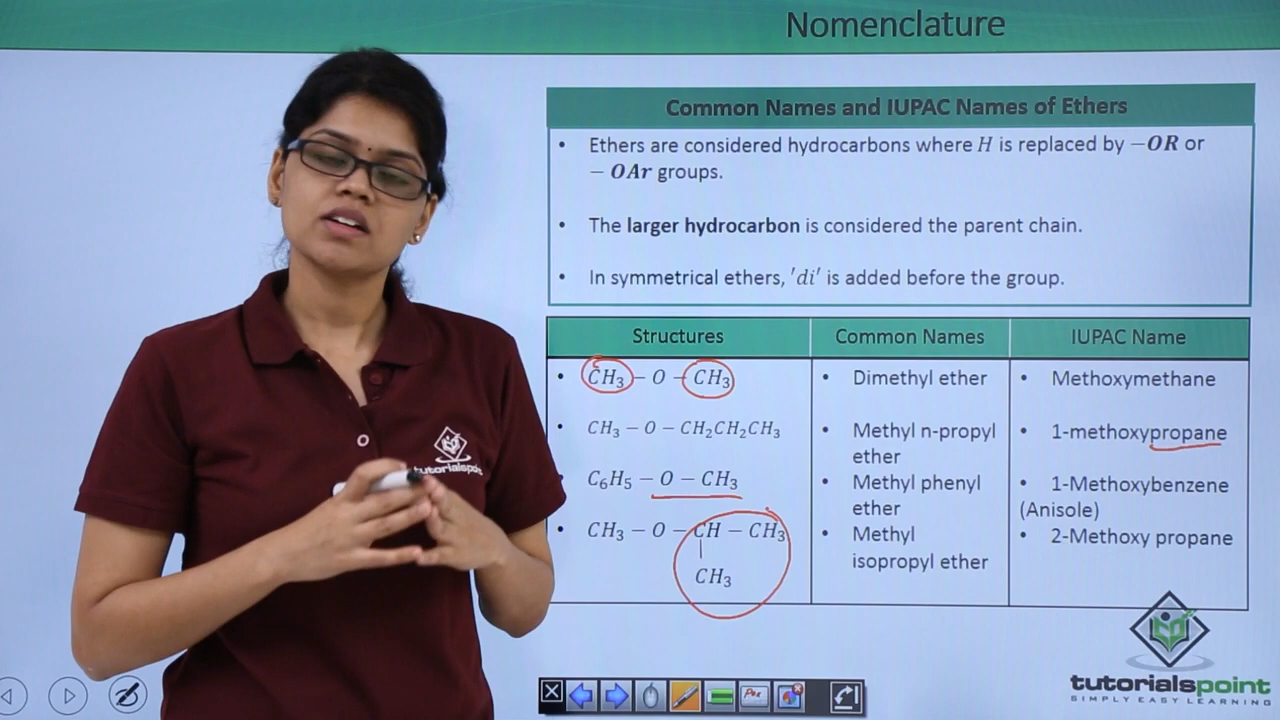 Nomenclature
Common Names and IUPAC Names of Ethers
• Ethers are considered hydrocarbons where H is replaced by −OR or
− OAr groups.
• The larger hydrocarbon is considered the parent chain.
• In symmetrical ethers, ′di′ is added before the group.
Structures Common Names IUPAC Name
• CH₃ − O − CH₃ • Dimethyl ether • Methoxymethane
• CH₃ − O − CH₂CH₂CH₃ • Methyl n-propyl • 1-methoxypropane
ether
• C₆H₅ − O − CH₃ • Methyl phenyl • 1-Methoxybenzene
ether (Anisole)
• CH₃ − O − CH − CH₃ • Methyl • 2-Methoxy propane
|
isopropyl ether
CH₃
tutorialspoint
tutorialspoint
SIMPLY EASY LEARNING
Pen